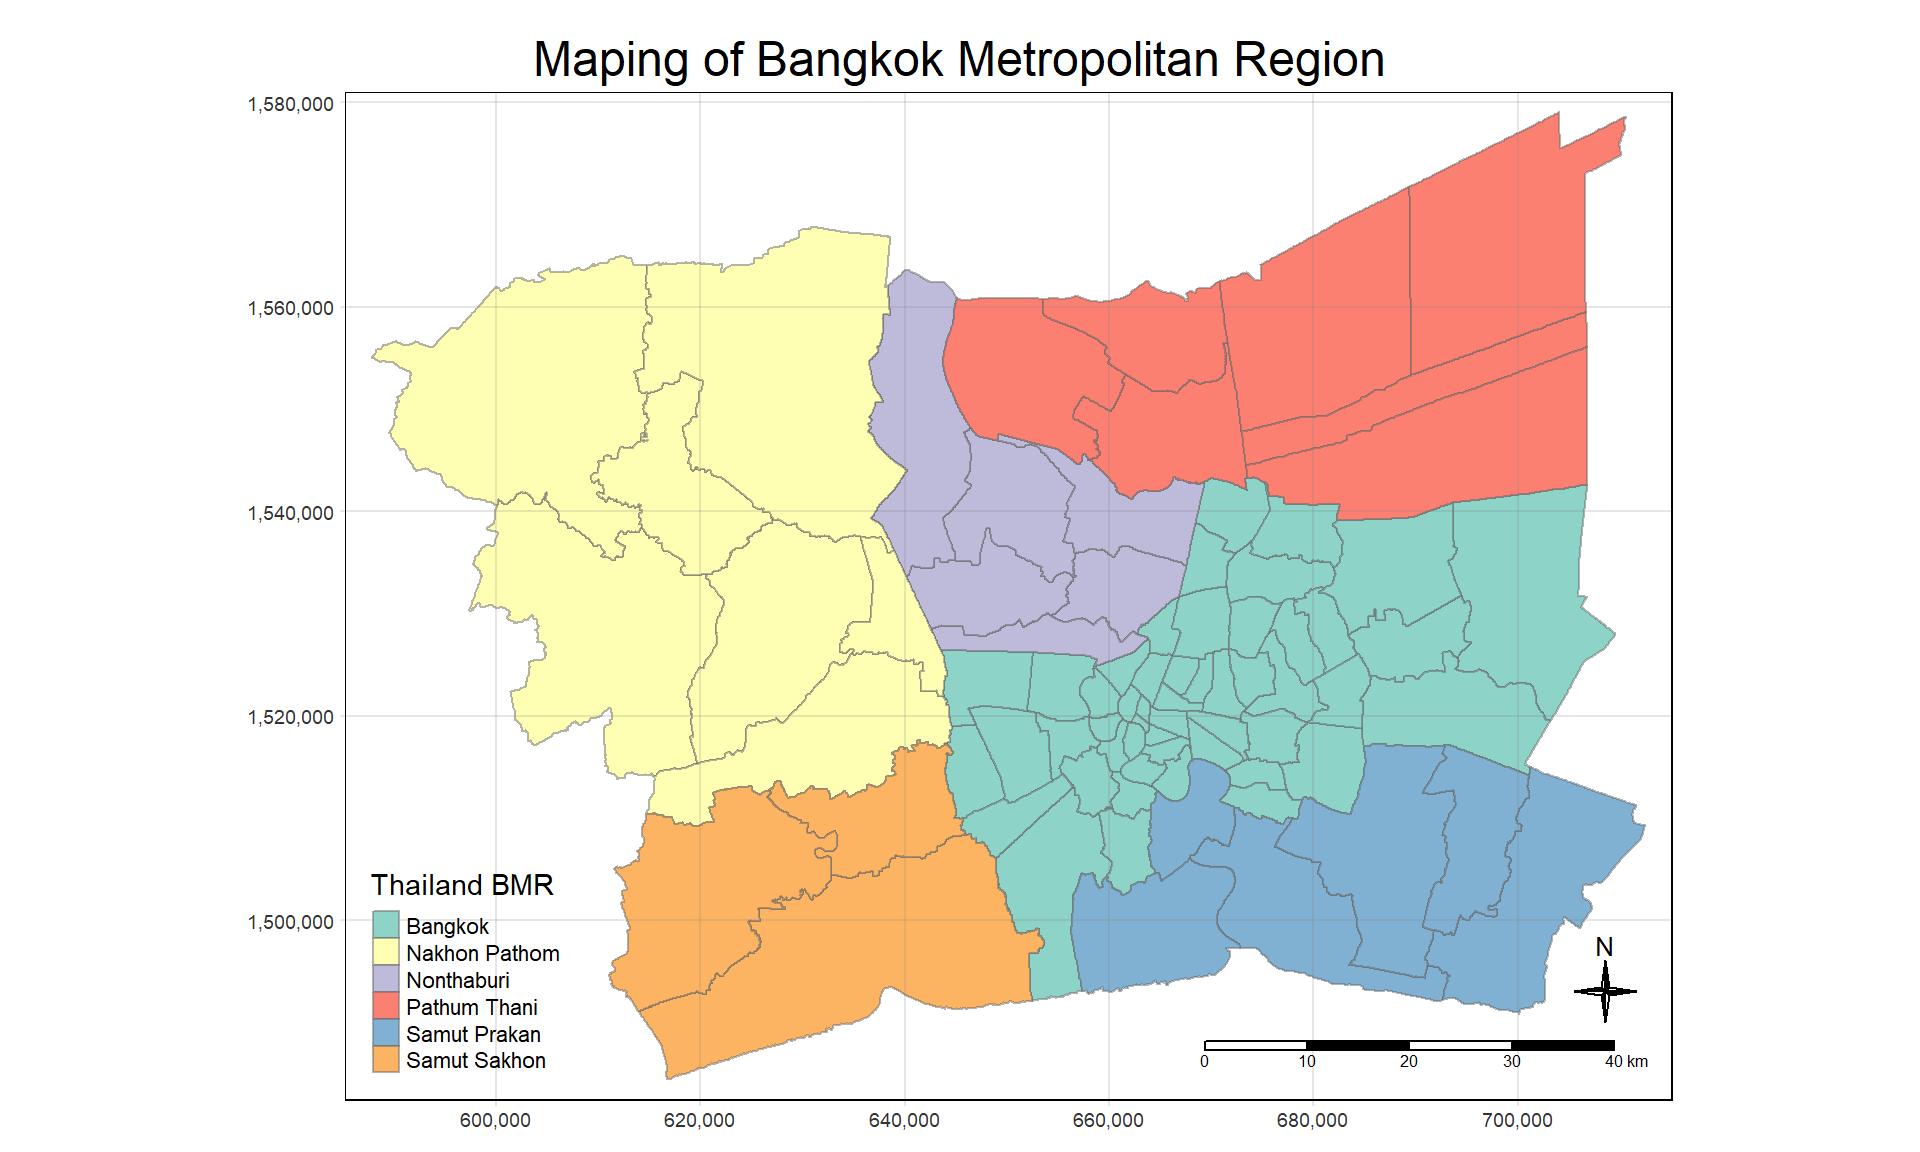 Maping of Bangkok Metropolitan Region
1,580,000
1,560,000
1,540,000
1,520,000
1,500,000
Thailand BMR
Bangkok
Nakhon Pathom
Nonthaburi
Pathum Thani
Samut Prakan
Samut Sakhon
N
0 10 20 30 40 km
600,000 620,000 640,000 660,000 680,000 700,000